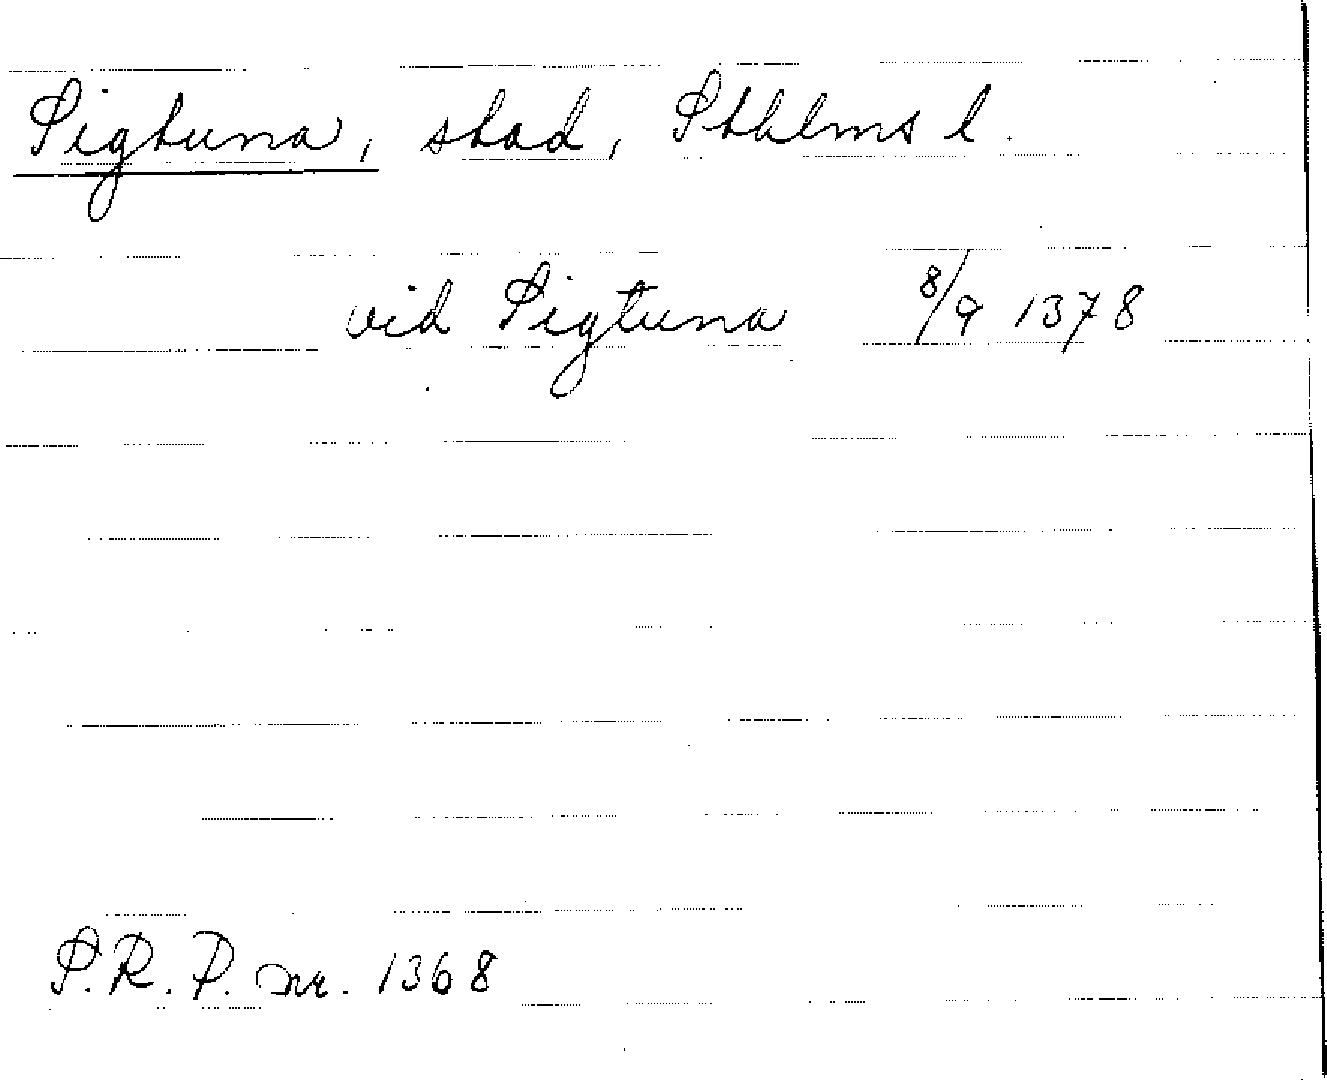 Sigtuna, stad, Sthlms l.
vid Sigtuna 8/9 1378
S.R.P. nr. 1368